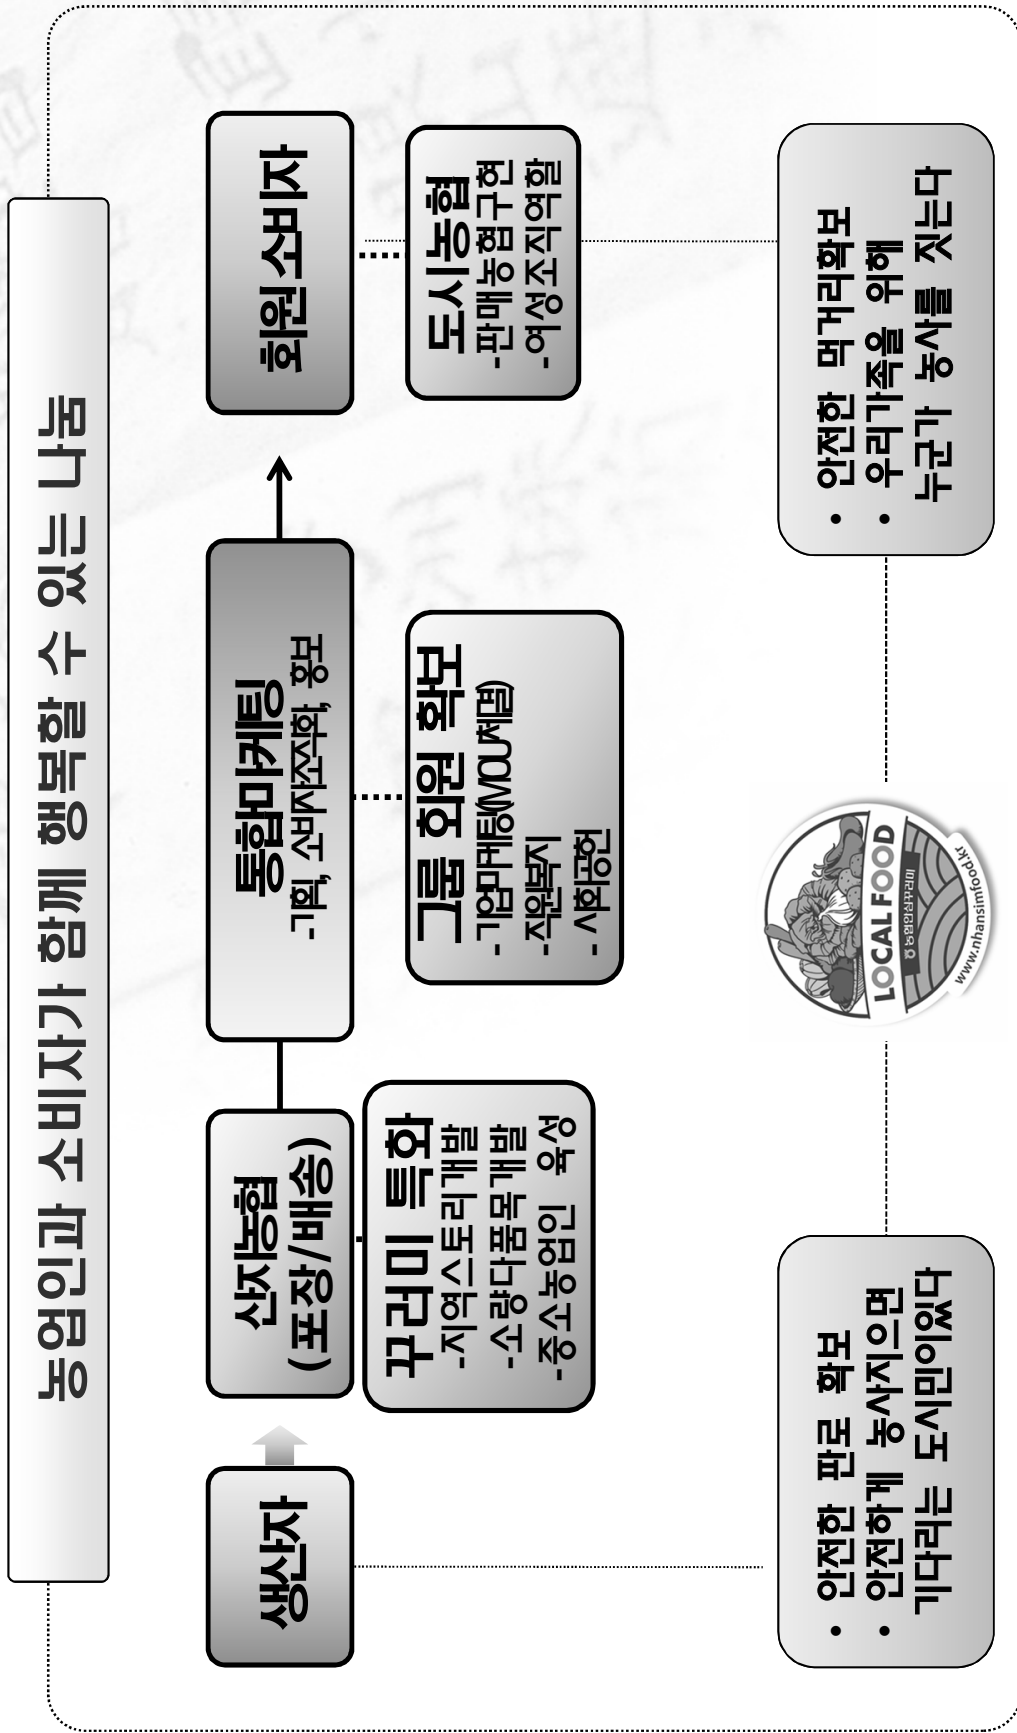 농업인과 소비자가 함께 행복할 수 있는 나눔
생산자
산지농협
(포장/배송)
통합마케팅
-기획, 소비자조직화, 홍보
회원소비자
꾸러미 특화
-지역스토리개발
-소량다품목개발
-중소농업인 육성
그룹 회원 확보
-기업마케팅(MOU체결)
-직원복지
- 사회공헌
도시농협
-판매농협구현
-여성조직역할
• 안전한 판로 확보
• 안전하게 농사지으면
기다리는 도시민이있다
LOCAL FOOD
www.nhansimfood.kr
• 안전한 먹거리확보
• 우리가족을 위해
누군가 농사를 짓는다